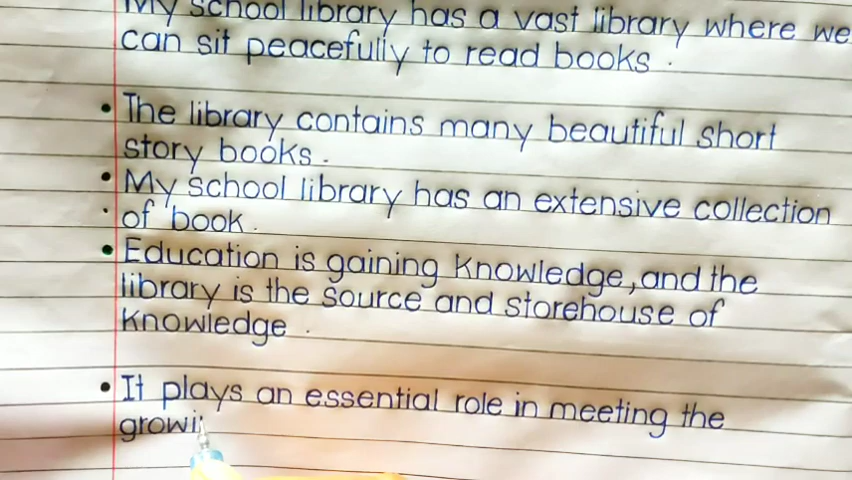 My school library has a vast library where we
can sit peacefully to read books.
• The library contains many beautiful short
story books.
• My school library has an extensive collection
of book.
• Education is gaining Knowledge, and the
library is the source and storehouse of
Knowledge.
• It plays an essential role in meeting the
growi